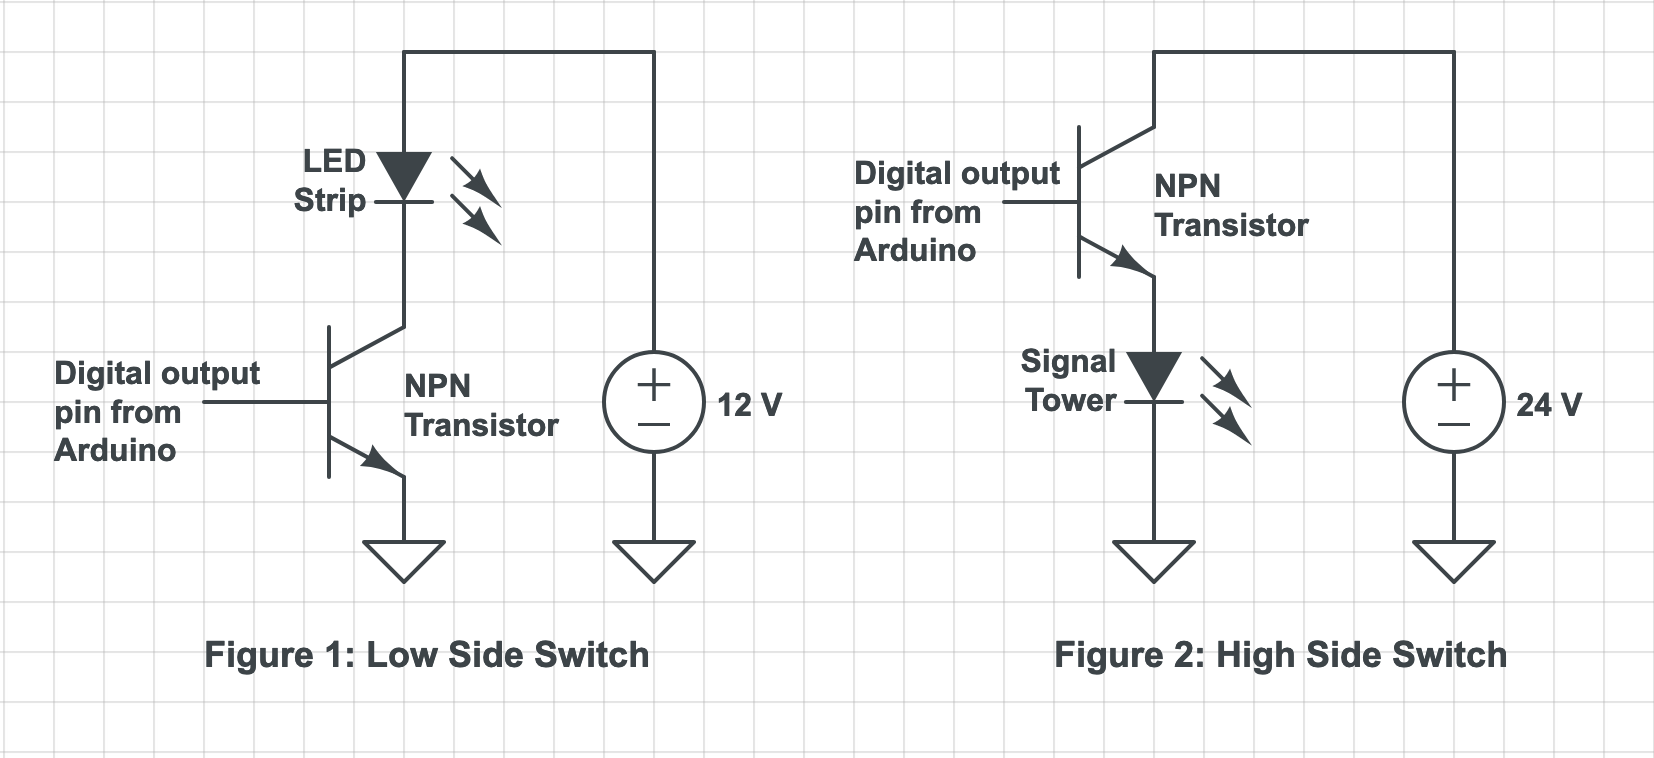 LED
Strip
Digital output
pin from
Arduino
NPN
Transistor
12 V
Figure 1: Low Side Switch
Digital output
pin from
Arduino
NPN
Transistor
Signal
Tower
24 V
Figure 2: High Side Switch